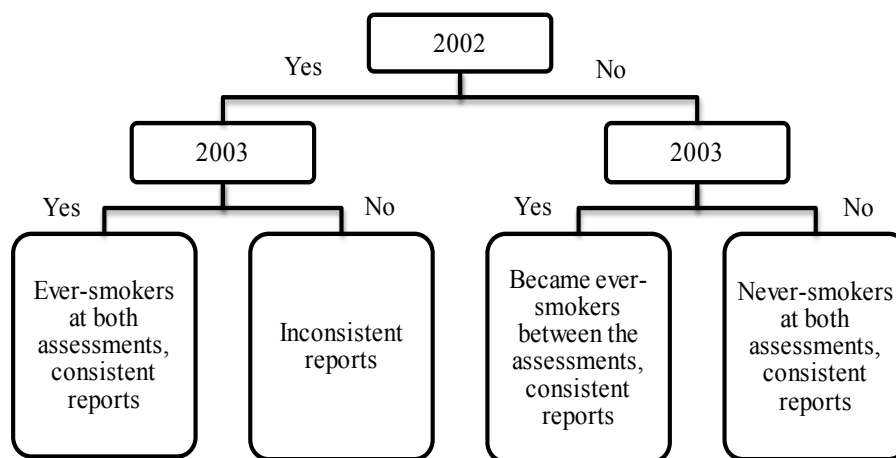 2002
Yes
No
2003
2003
Yes
No
Yes
No
Ever-smokers
at both
assessments,
consistent
reports
Inconsistent
reports
Became ever-
smokers
between the
assessments,
consistent
reports
Never-smokers
at both
assessments,
consistent
reports